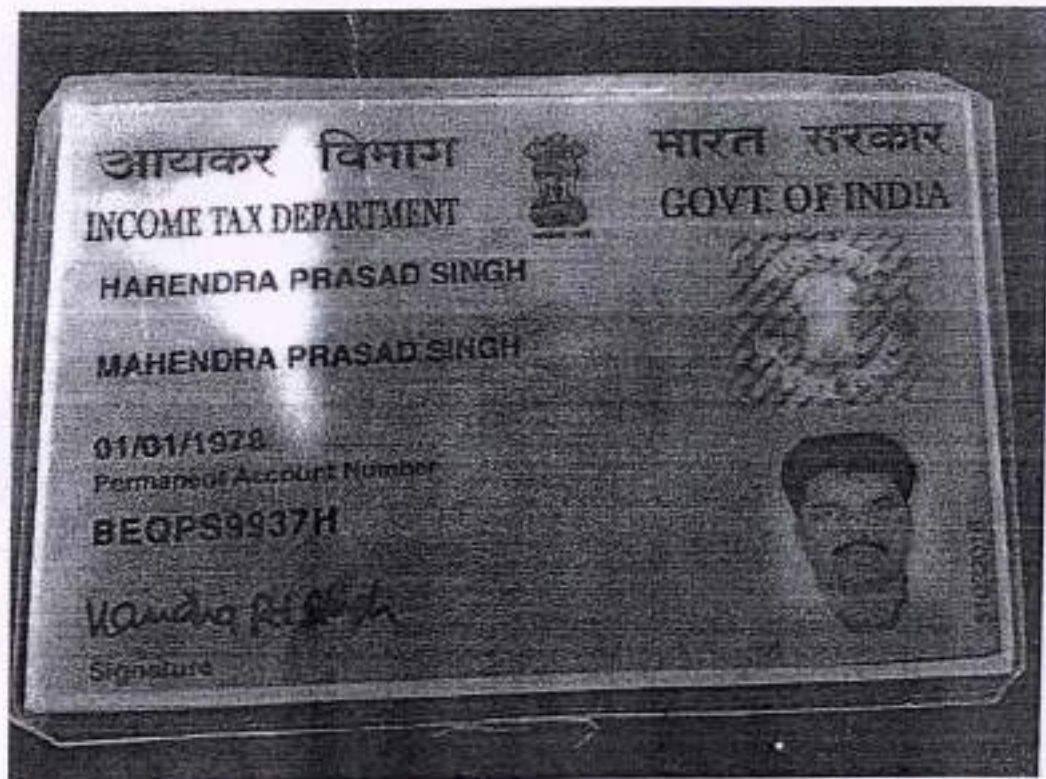 आयकर विभाग
भारत सरकार
INCOME TAX DEPARTMENT
GOVT. OF INDIA
HARENDRA PRASAD SINGH
MAHENDRA PRASAD SINGH
01/01/1978
Permanent Account Number
BEQPS9937H
Signature